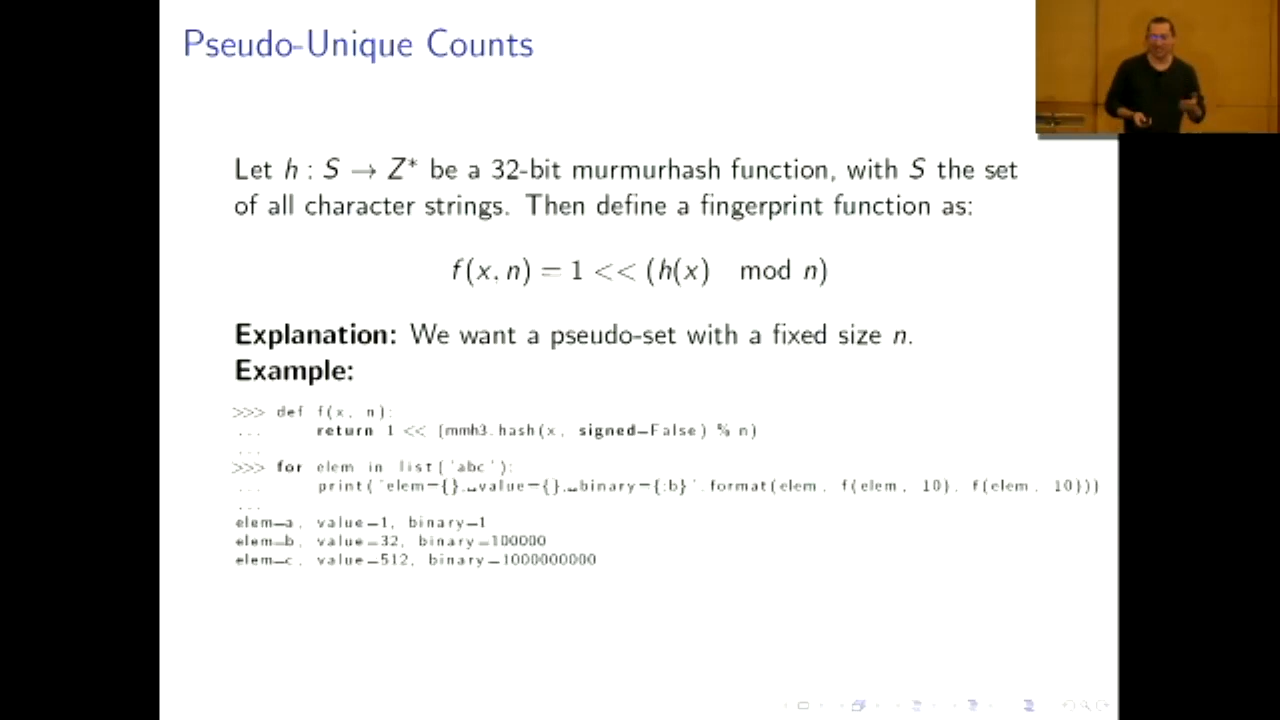 Pseudo-Unique Counts
Let h : S → Z* be a 32-bit murmurhash function, with S the set
of all character strings. Then define a fingerprint function as:
f(x, n) = 1 << (h(x) mod n)
Explanation: We want a pseudo-set with a fixed size n.
Example:
>>> def f(x, n):
... return 1 << (mmh3.hash(x, signed=False) % n)
...
>>> for elem in list('abc'):
... print('elem={},␣value={},␣binary={:b}'.format(elem, f(elem, 10), f(elem, 10)))
...
elem=a, value=1, binary=1
elem=b, value=32, binary=100000
elem=c, value=512, binary=1000000000